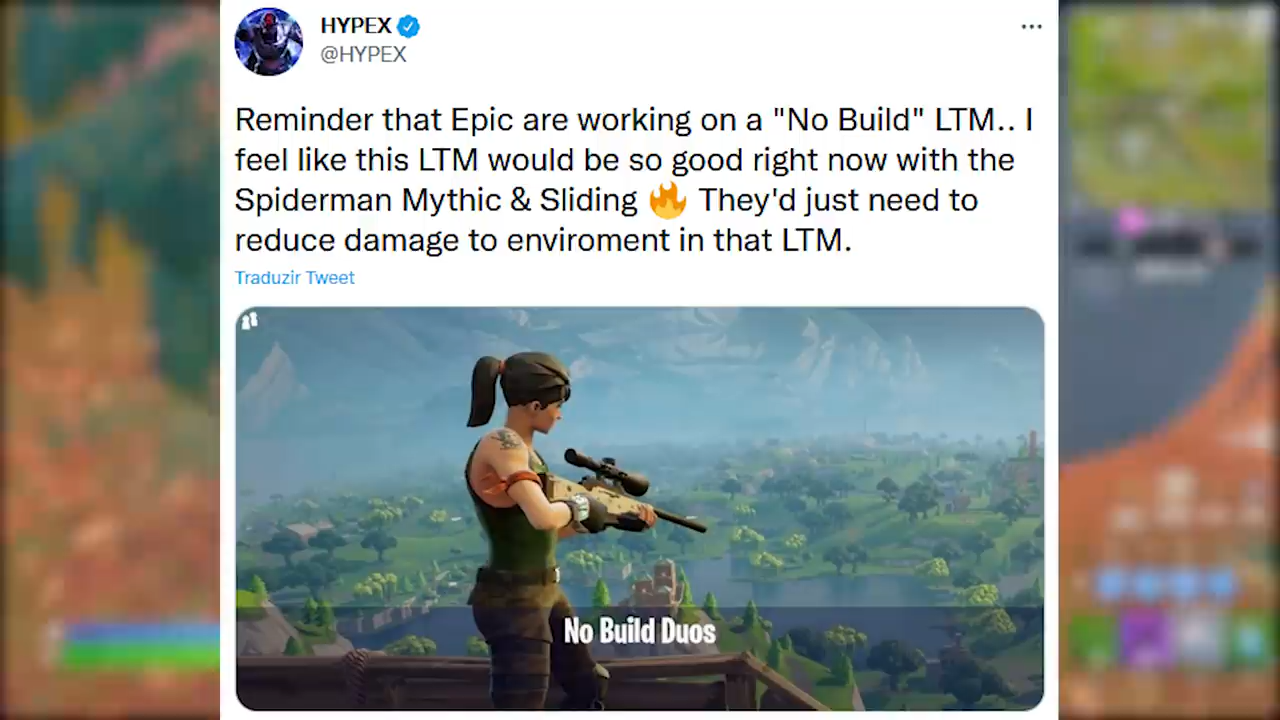 HYPEX
@HYPEX
Reminder that Epic are working on a "No Build" LTM.. I
feel like this LTM would be so good right now with the
Spiderman Mythic & Sliding 🔥 They'd just need to
reduce damage to enviroment in that LTM.
Traduzir Tweet
No Build Duos